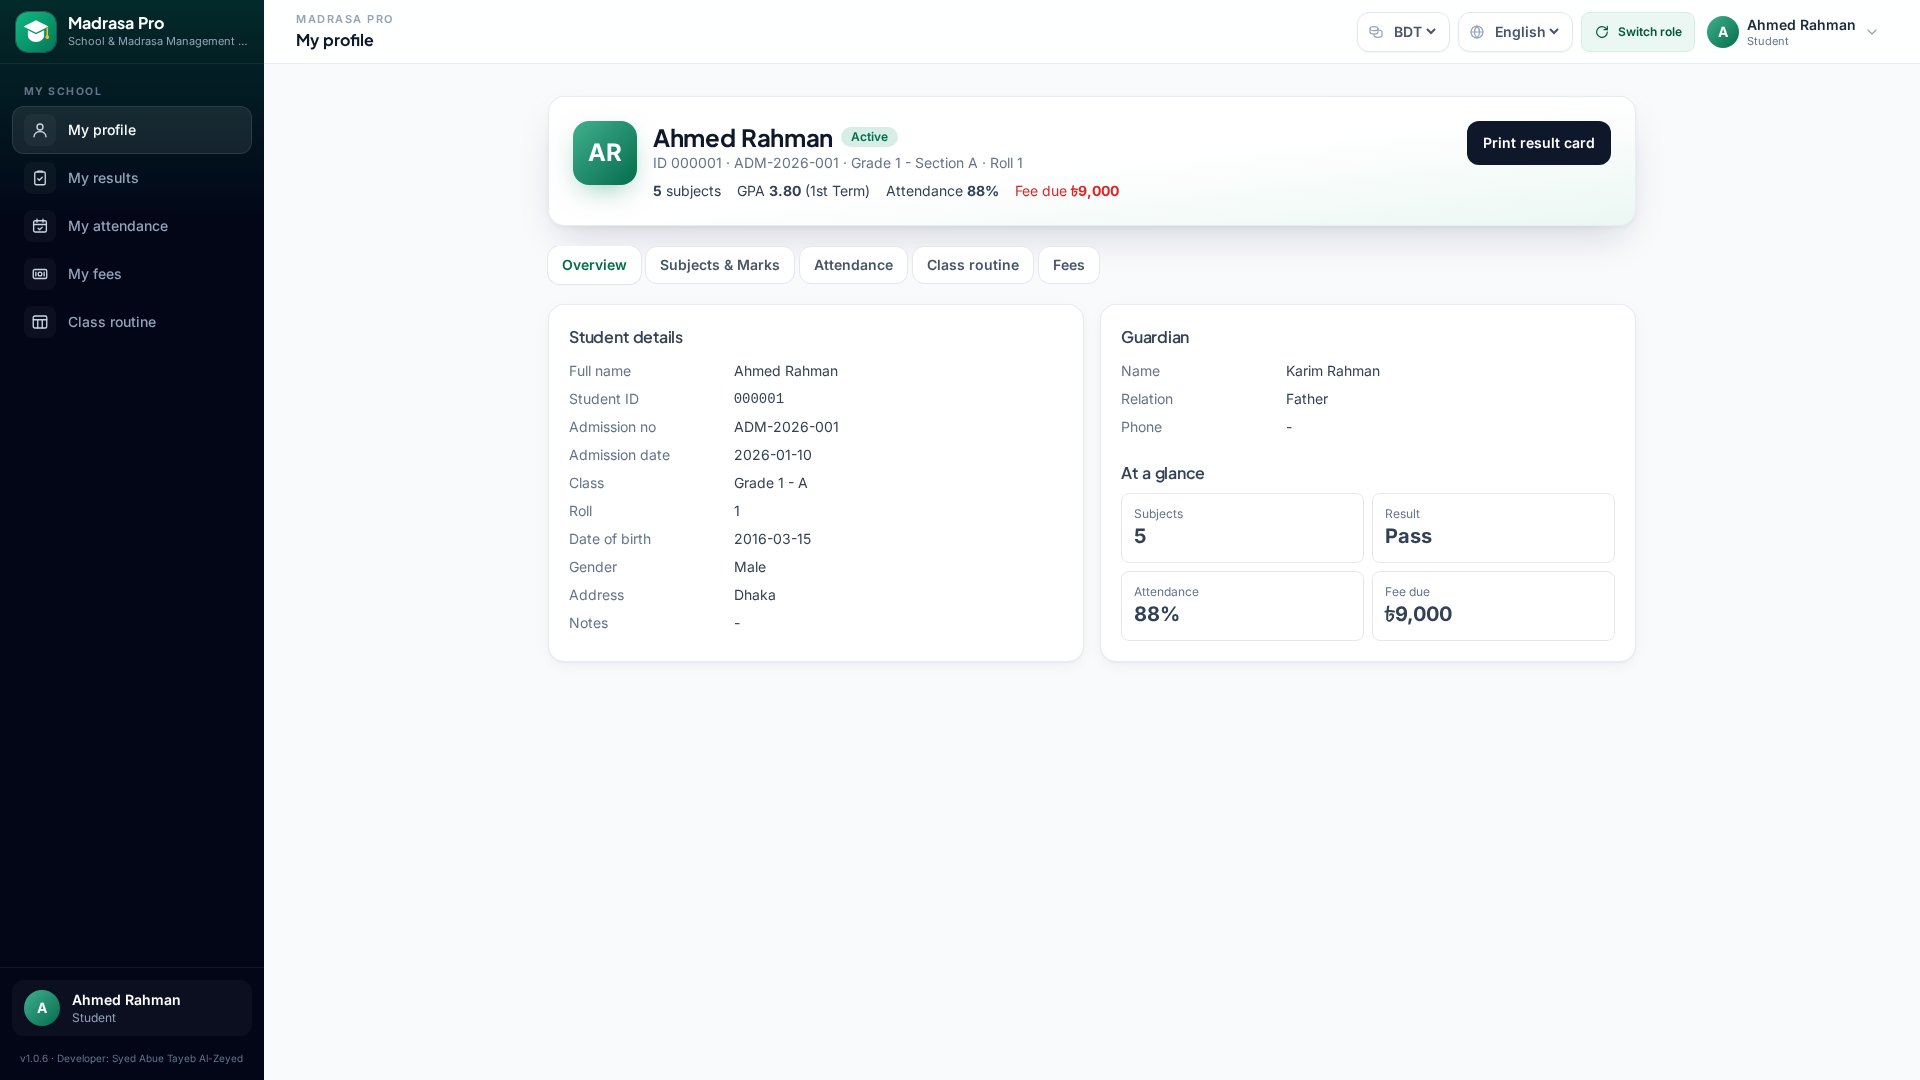 Madrasa Pro
School & Madrasa Management ...
MY SCHOOL
My profile
My results
My attendance
My fees
Class routine
A
Ahmed Rahman
Student
v1.0.6 · Developer: Syed Abue Tayeb Al-Zeyed
MADRASA PRO
My profile
BDT
English
Switch role
A
Ahmed Rahman
Student
AR
Ahmed Rahman Active
ID 000001 · ADM-2026-001 · Grade 1 - Section A · Roll 1
5 subjects GPA 3.80 (1st Term) Attendance 88% Fee due ৳9,000
Print result card
Overview Subjects & Marks Attendance Class routine Fees
Student details
Full name Ahmed Rahman
Student ID 000001
Admission no ADM-2026-001
Admission date 2026-01-10
Class Grade 1 - A
Roll 1
Date of birth 2016-03-15
Gender Male
Address Dhaka
Notes -
Guardian
Name Karim Rahman
Relation Father
Phone -
At a glance
Subjects
5
Result
Pass
Attendance
88%
Fee due
৳9,000